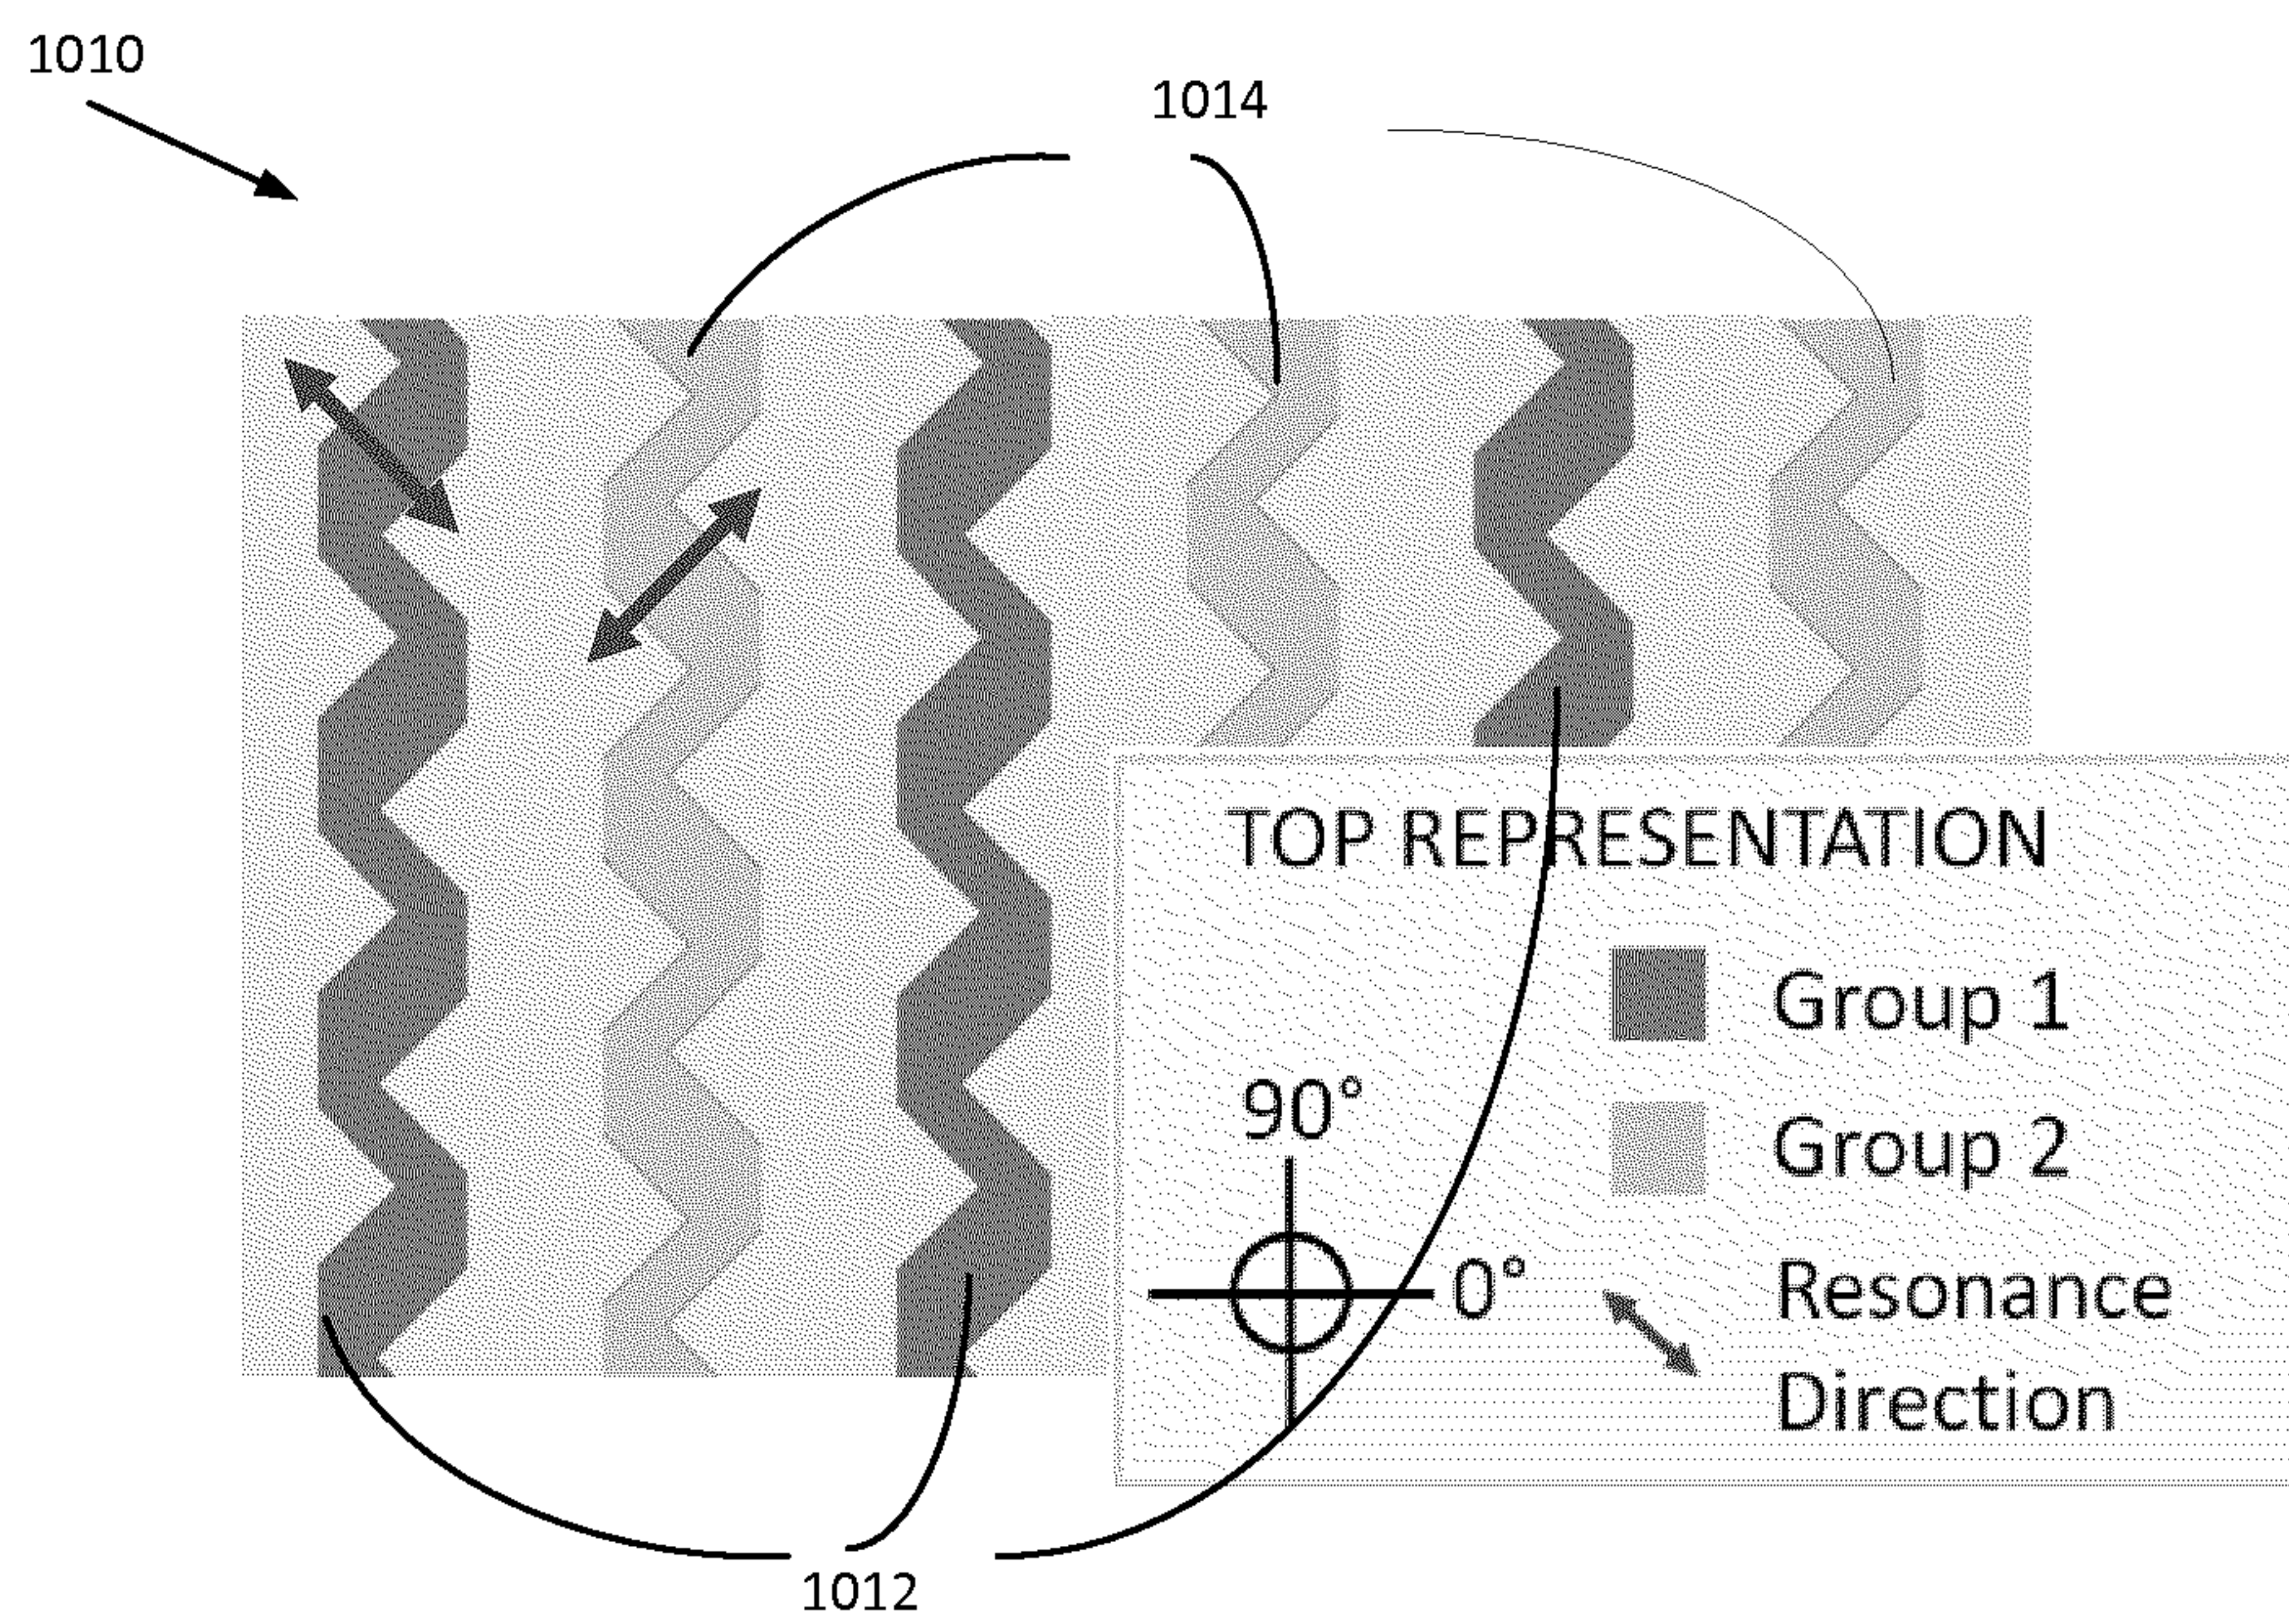 1010
1014
TOP REPRESENTATION
Group 1
90°
Group 2
0°
Resonance
Direction
1012